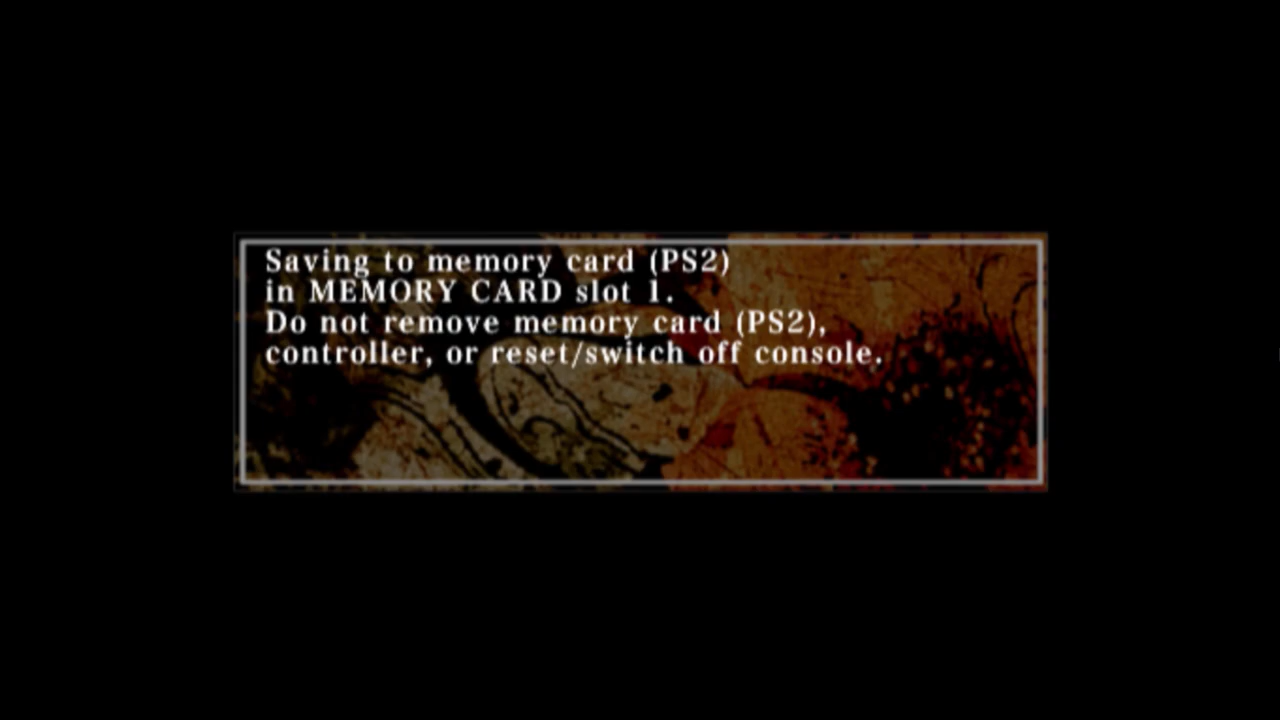 Saving to memory card (PS2)
in MEMORY CARD slot 1.
Do not remove memory card (PS2),
controller, or reset/switch off console.